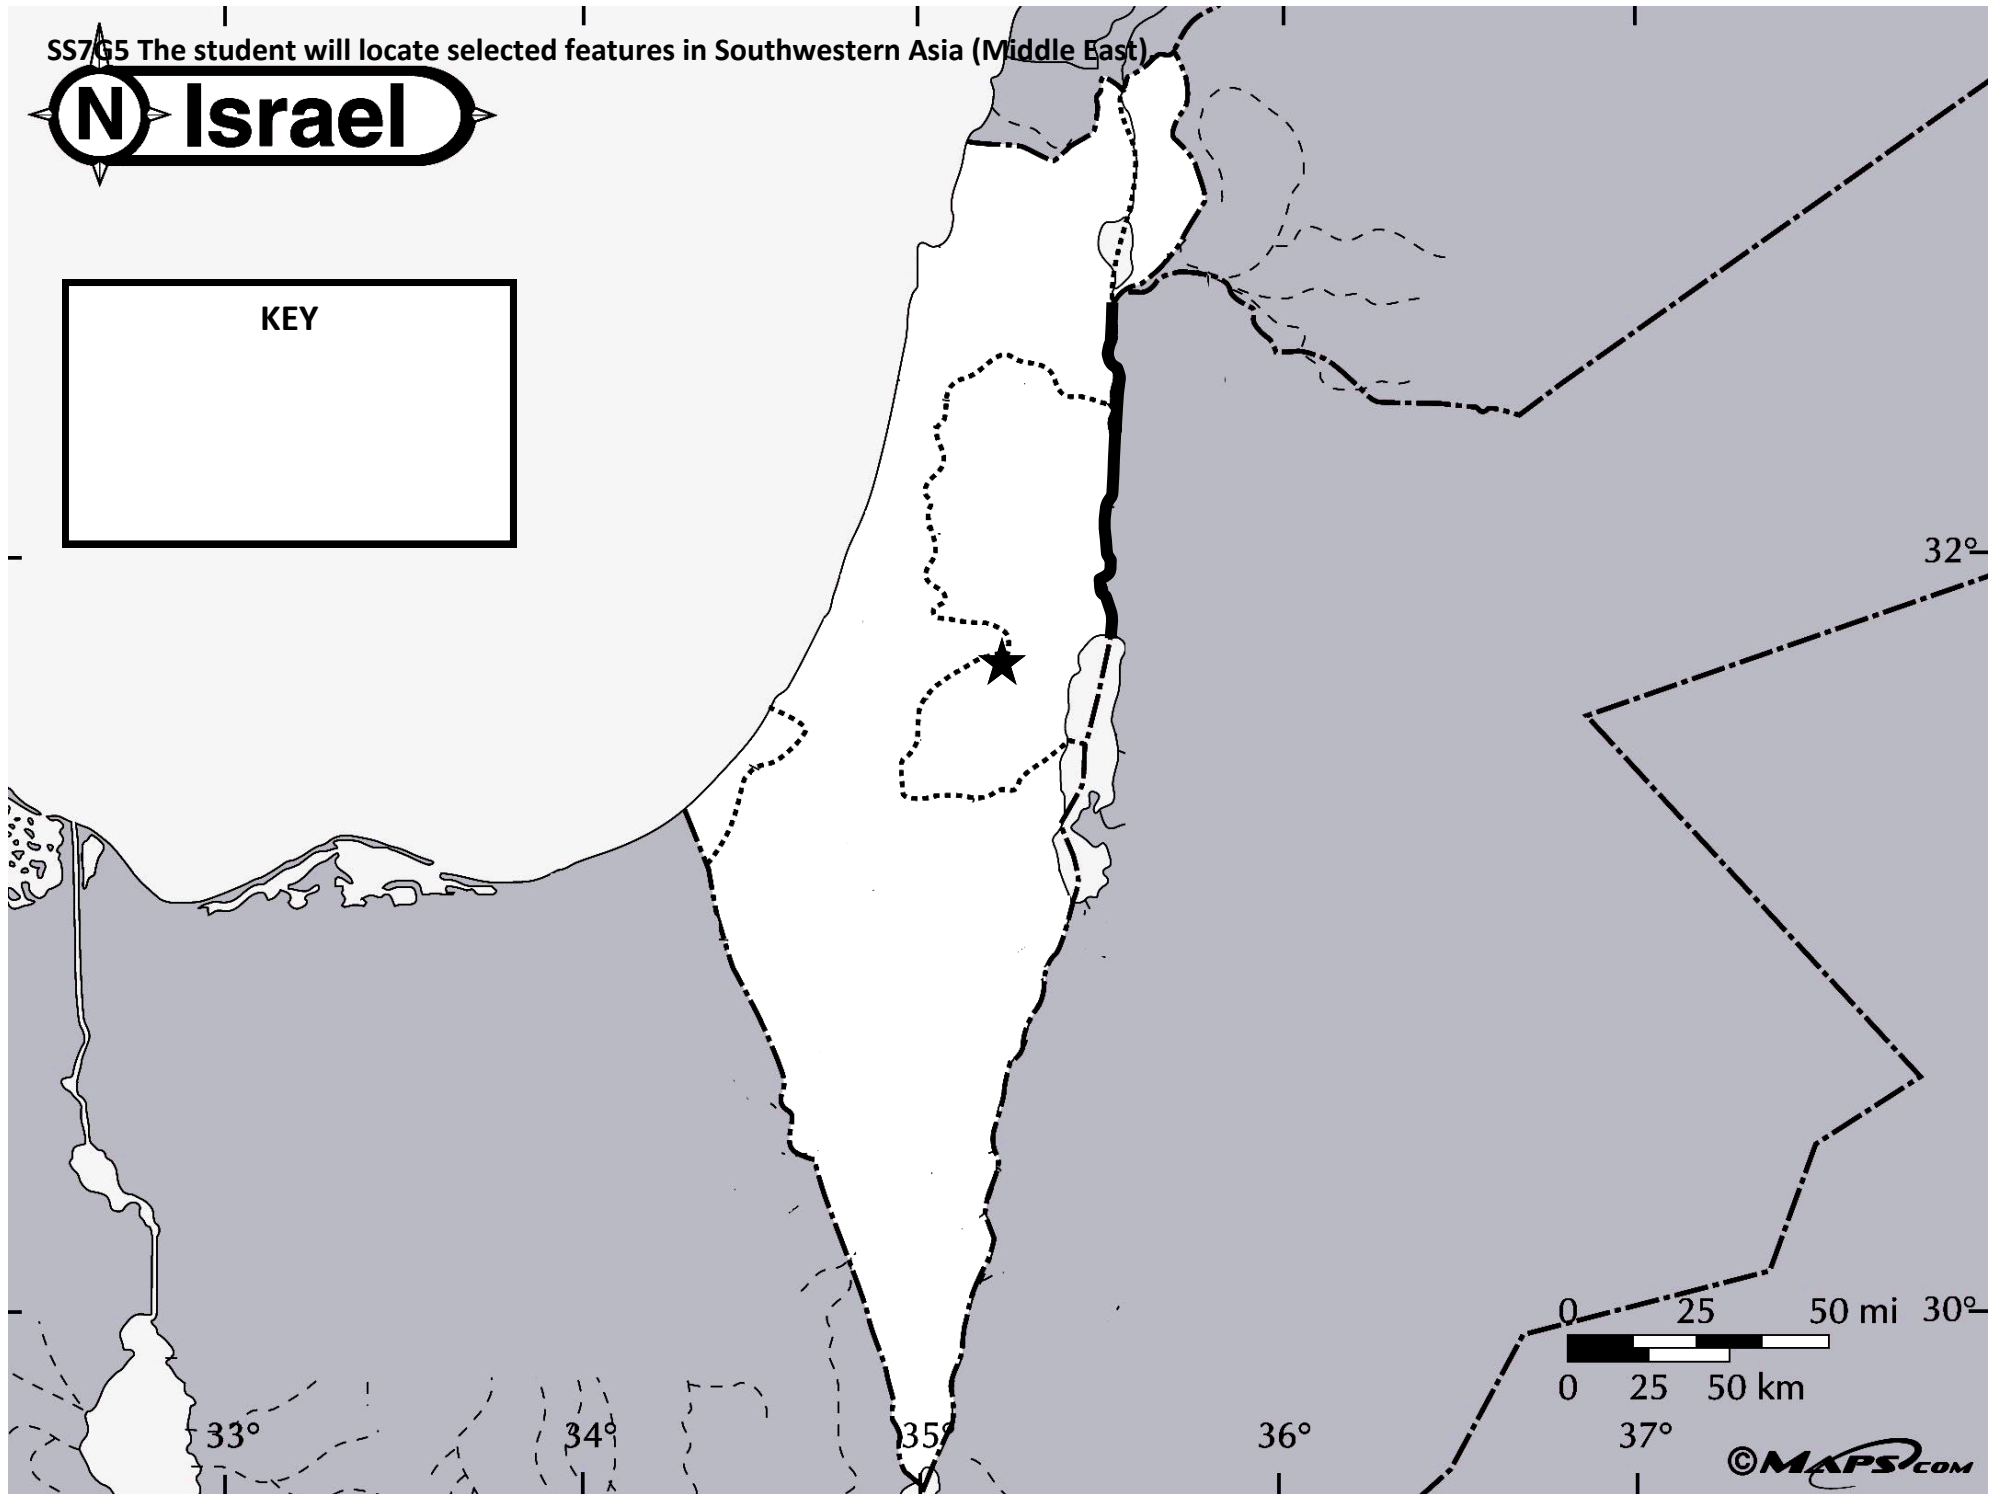 SS7G5 The student will locate selected features in Southwestern Asia (Middle East)
N Israel
KEY
32°
0 25 50 mi
30°
0 25 50 km
33° 34° 35° 36° 37°
©MAPS.COM